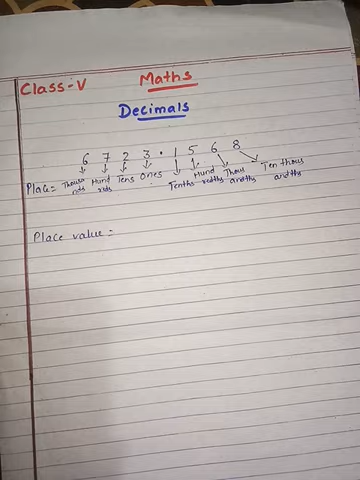 Class-V Maths
Decimals
6 7 2 3 . 1 5 6 8
Place= Thousands Hundreds Tens Ones Tenths Hundredths Thousandths Ten thousandths
Place value =